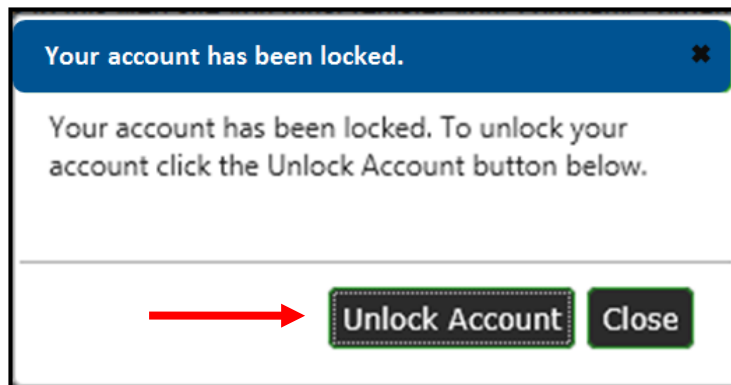 Your account has been locked.
Your account has been locked. To unlock your
account click the Unlock Account button below.
Unlock Account Close